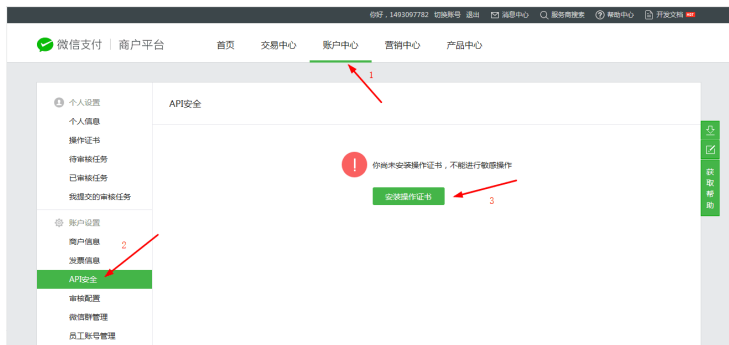 你好，1493097782 切换账号 退出 消息中心 服务商搜索 帮助中心 开发文档
微信支付 商户平台 首页 交易中心 账户中心 营销中心 产品中心
1
个人设置
API安全
个人信息
操作证书
待审核任务
已审核任务
我提交的审核任务
你尚未安装操作证书，不能进行敏感操作
安装操作证书
3
获取帮助
账户设置
商户信息
2
发票信息
API安全
审核配置
微信群管理
员工账号管理